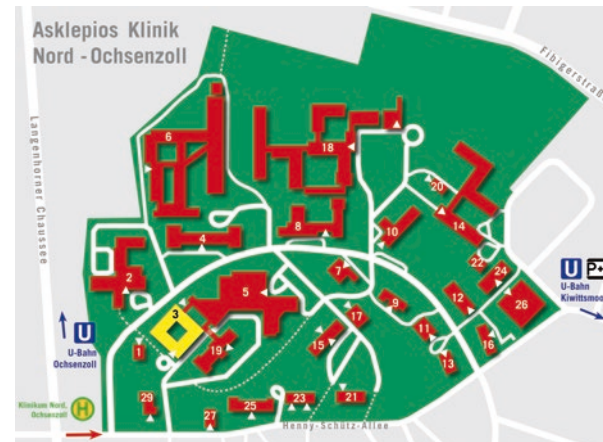 Asklepios Klinik
Nord - Ochsenzoll
Fibigerstraße
Langenhorner Chaussee
6
18
20
14
4
8
10
2
7
22
24
5
9
12
26
3
17
11
1
19
15
16
13
29
25
23
21
27
U
U-Bahn
Ochsenzoll
U P+
U-Bahn
Kiwittsmoo
Klinikum Nord,
Ochsenzoll
H
Henny-Schütz-Allee